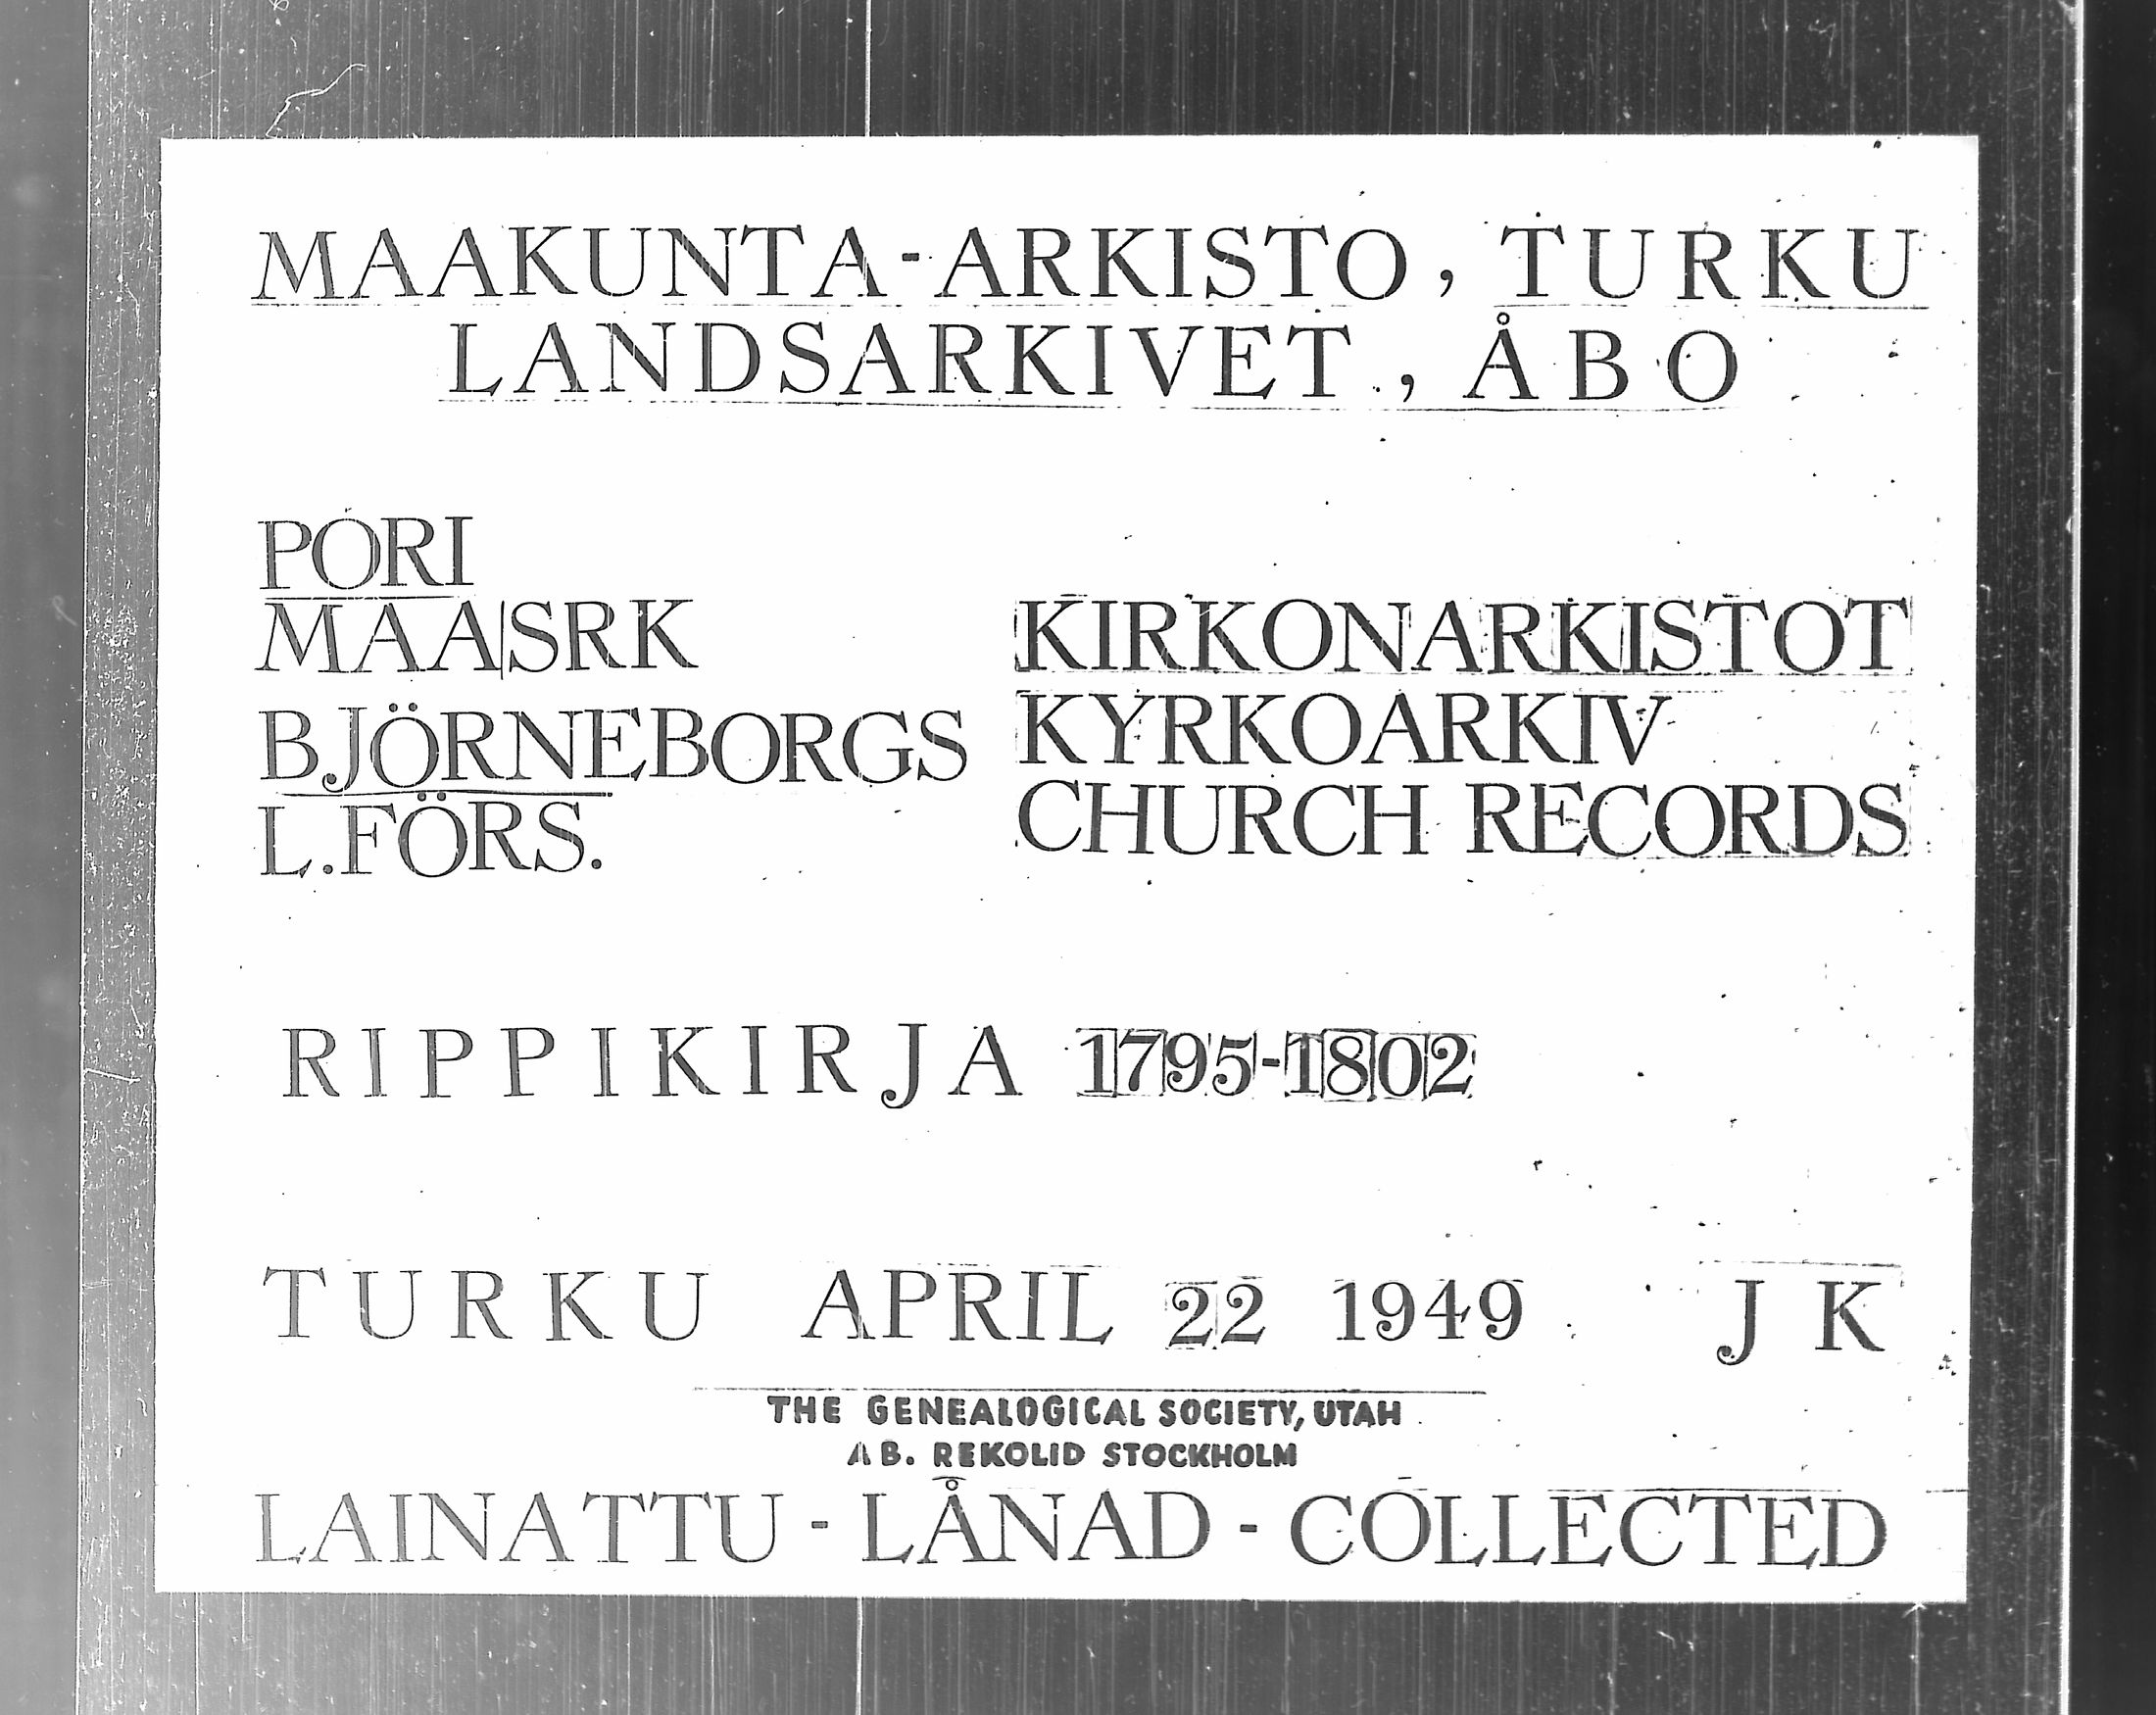 MAAKUNTA-ARKISTO, TURKU
LANDSARKIVET, ÅBO
PORI
MAASRK
BJÖRNEBORGS
L.FÖRS.
KIRKONARKISTOT
KYRKOARKIV
CHURCH RECORDS
RIPPIKIRJA 1795-1802
TURKU APRIL 22 1949 JK
THE GENEALOGICAL SOCIETY, UTAH
AB. REKOLID STOCKHOLM
LAINATTU - LÅNAD - COLLECTED